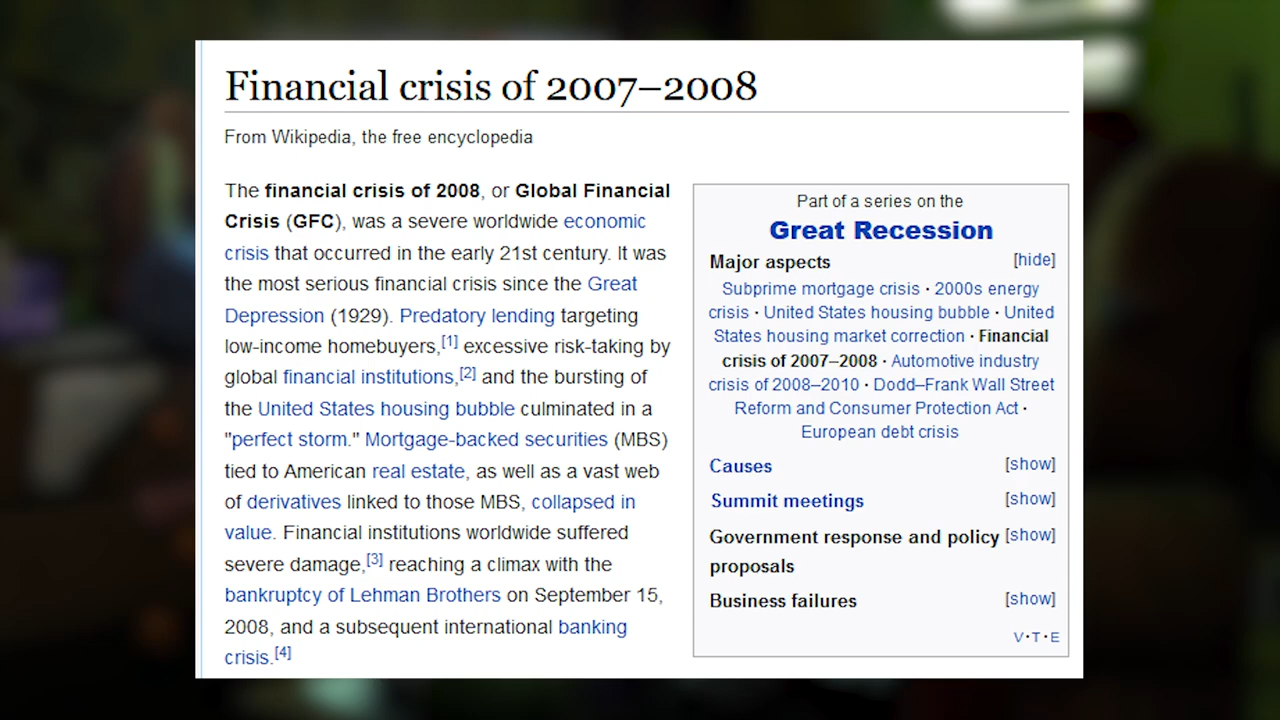 Financial crisis of 2007–2008
From Wikipedia, the free encyclopedia
The financial crisis of 2008, or Global Financial
Crisis (GFC), was a severe worldwide economic
crisis that occurred in the early 21st century. It was
the most serious financial crisis since the Great
Depression (1929). Predatory lending targeting
low-income homebuyers,[1] excessive risk-taking by
global financial institutions,[2] and the bursting of
the United States housing bubble culminated in a
"perfect storm." Mortgage-backed securities (MBS)
tied to American real estate, as well as a vast web
of derivatives linked to those MBS, collapsed in
value. Financial institutions worldwide suffered
severe damage,[3] reaching a climax with the
bankruptcy of Lehman Brothers on September 15,
2008, and a subsequent international banking
crisis.[4]
Part of a series on the
Great Recession
Major aspects [hide]
Subprime mortgage crisis · 2000s energy
crisis · United States housing bubble · United
States housing market correction · Financial
crisis of 2007–2008 · Automotive industry
crisis of 2008–2010 · Dodd–Frank Wall Street
Reform and Consumer Protection Act ·
European debt crisis
Causes [show]
Summit meetings [show]
Government response and policy [show]
proposals
Business failures [show]
V·T·E